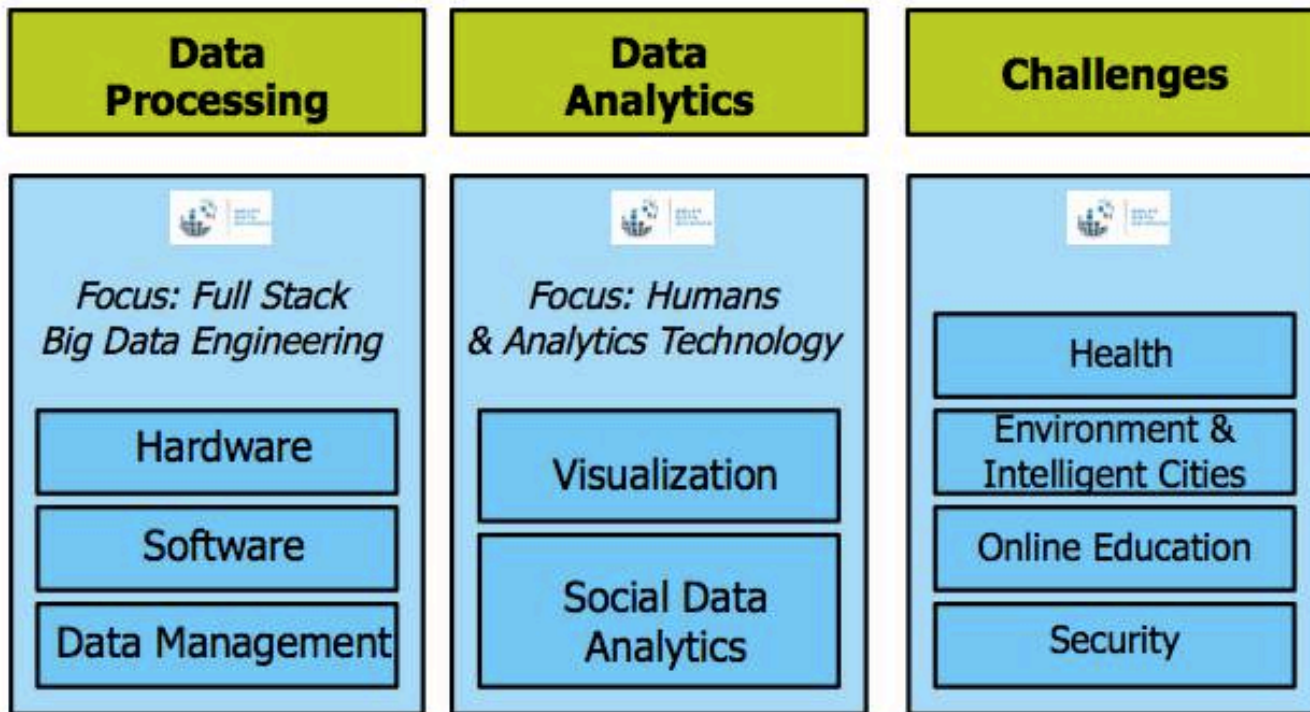 Data
Processing
Data
Analytics
Challenges
Focus: Full Stack
Big Data Engineering
Hardware
Software
Data Management
Focus: Humans
& Analytics Technology
Visualization
Social Data
Analytics
Health
Environment &
Intelligent Cities
Online Education
Security